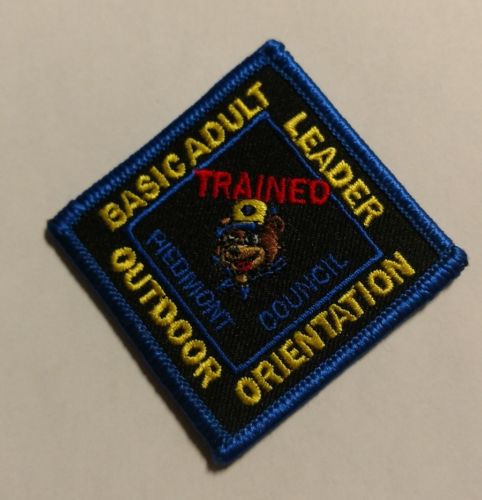 BASIC ADULT
LEADER
OUTDOOR
ORIENTATION
TRAINED
PIEDMONT
COUNCIL